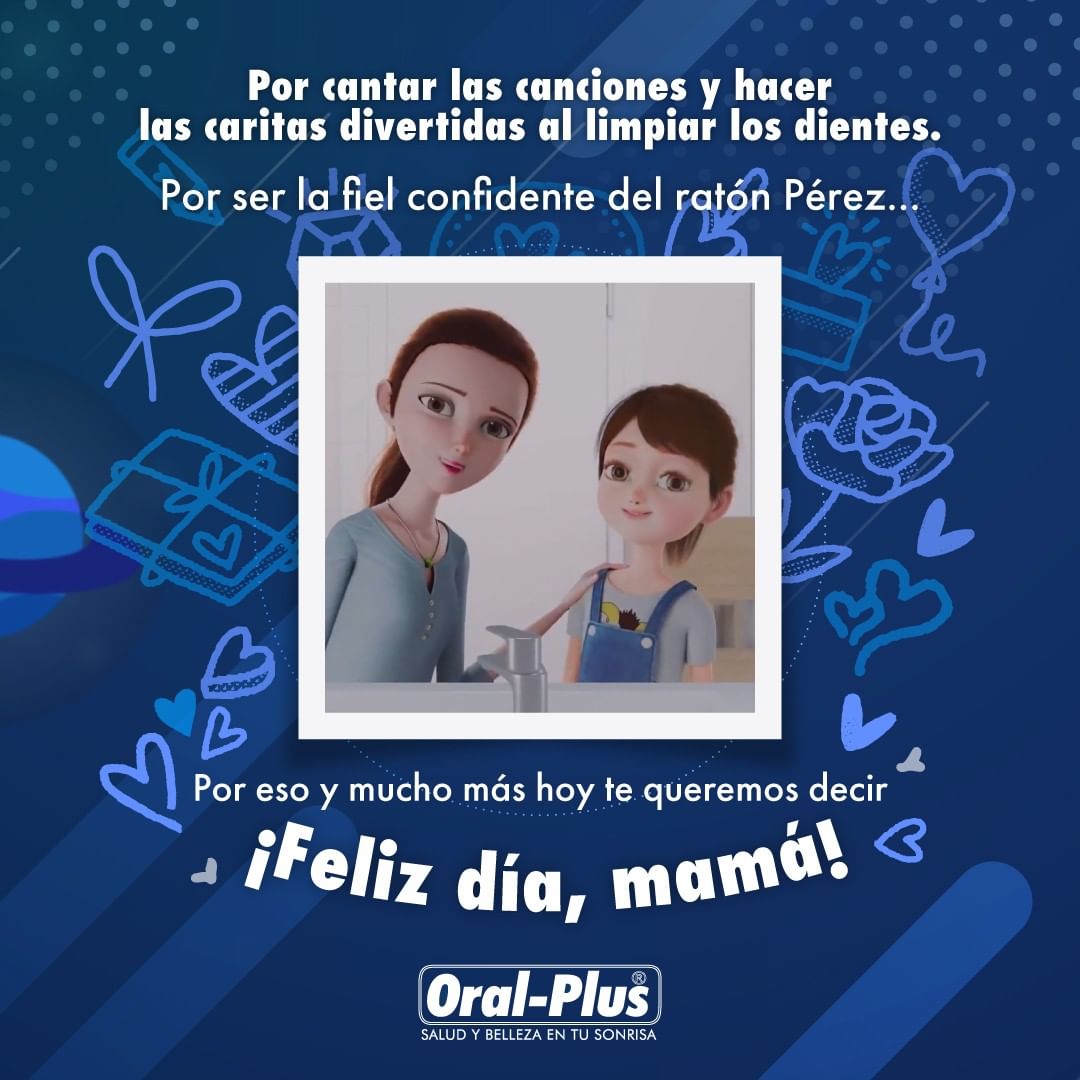 Por cantar las canciones y hacer
las caritas divertidas al limpiar los dientes.
Por ser la fiel confidente del ratón Pérez...
Por eso y mucho más hoy te queremos decir
¡Feliz día, mamá!
Oral-Plus®
SALUD Y BELLEZA EN TU SONRISA